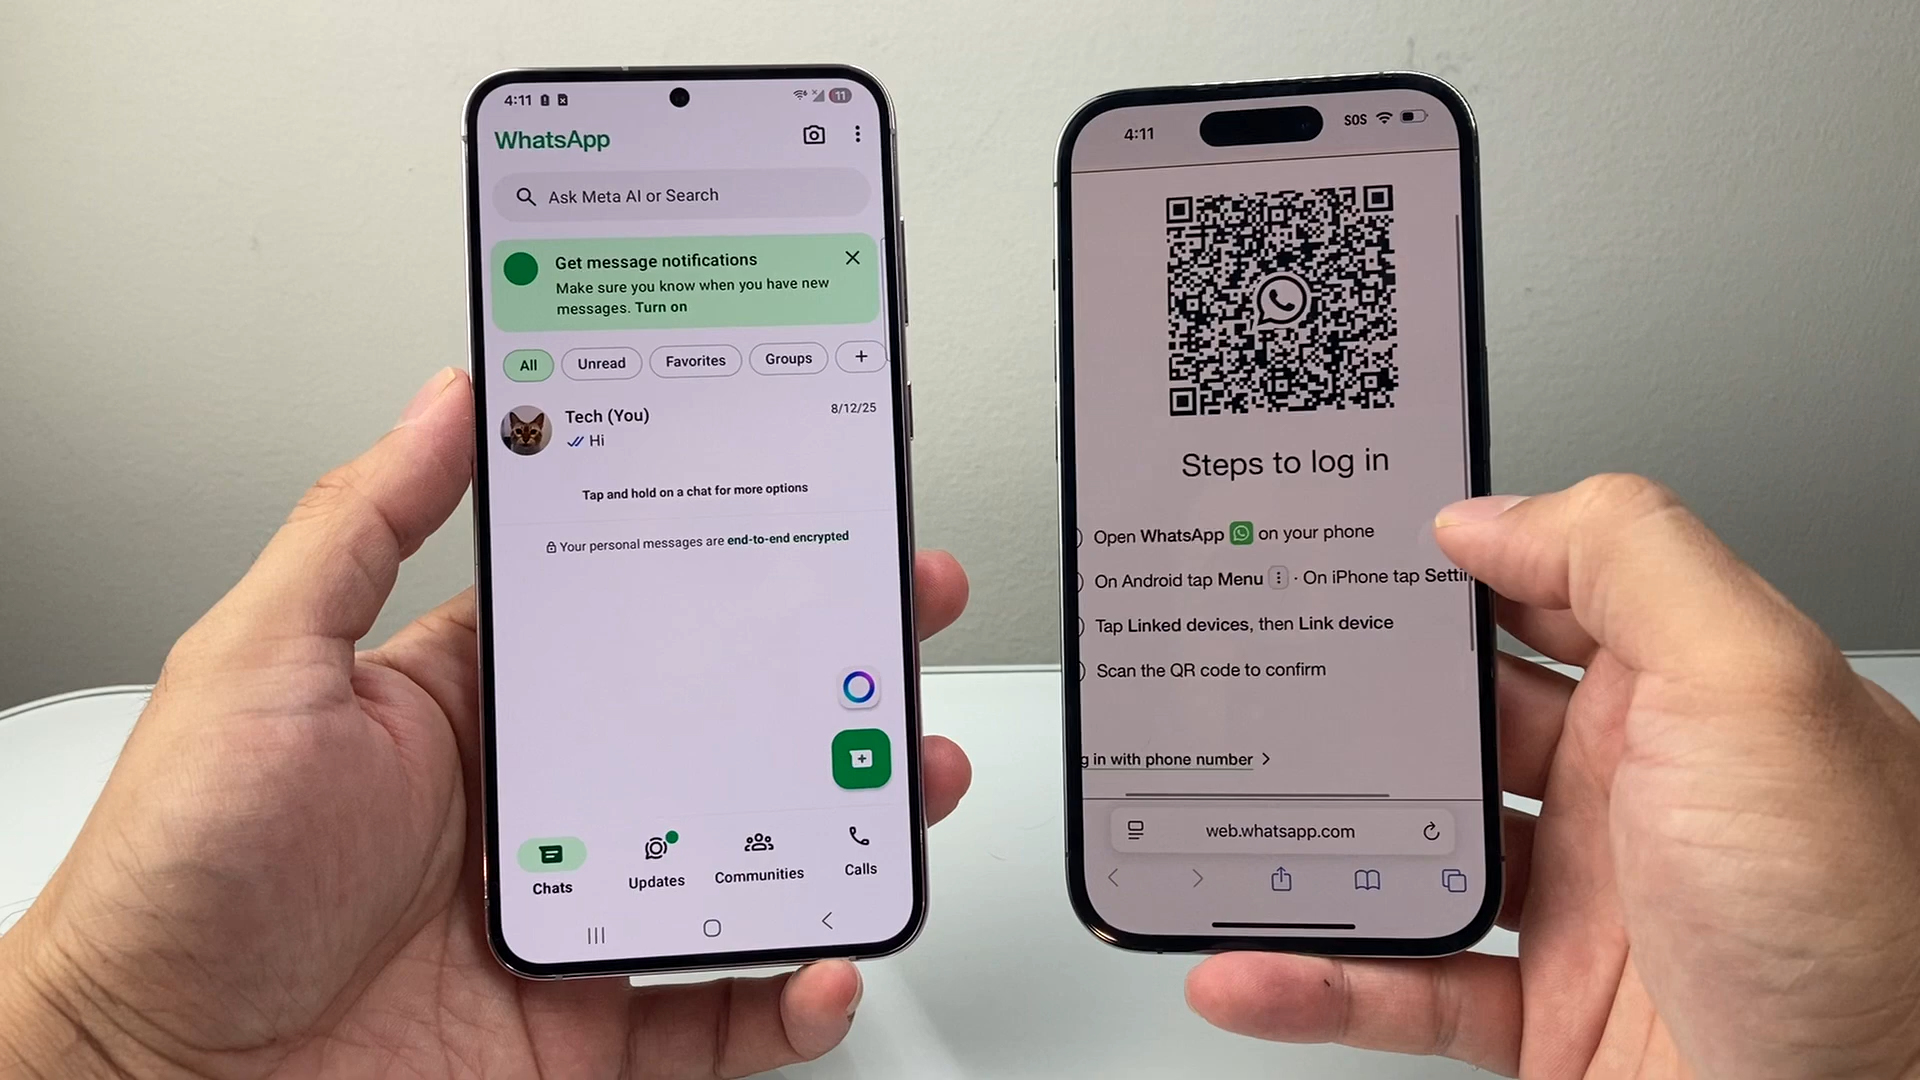 4:11
11
WhatsApp
Ask Meta AI or Search
Get message notifications
Make sure you know when you have new
messages. Turn on
All
Unread
Favorites
Groups
+
Tech (You)
8/12/25
Hi
Tap and hold on a chat for more options
Your personal messages are end-to-end encrypted
Chats
Updates
Communities
Calls
4:11
SOS
Steps to log in
Open WhatsApp on your phone
On Android tap Menu · On iPhone tap Settin
Tap Linked devices, then Link device
Scan the QR code to confirm
g in with phone number >
web.whatsapp.com